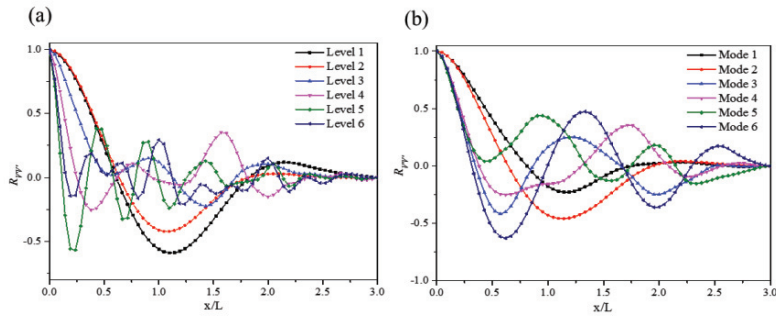 (a)
1.0
0.5
0.0
-0.5
R
0.0
0.5
1.0
1.5
2.0
2.5
3.0
x/L
Level 1
Level 2
Level 3
Level 4
Level 5
Level 6
(b)
1.0
0.5
0.0
-0.5
-1.0
R
0.0
0.5
1.0
1.5
2.0
2.5
3.0
x/L
Mode 1
Mode 2
Mode 3
Mode 4
Mode 5
Mode 6